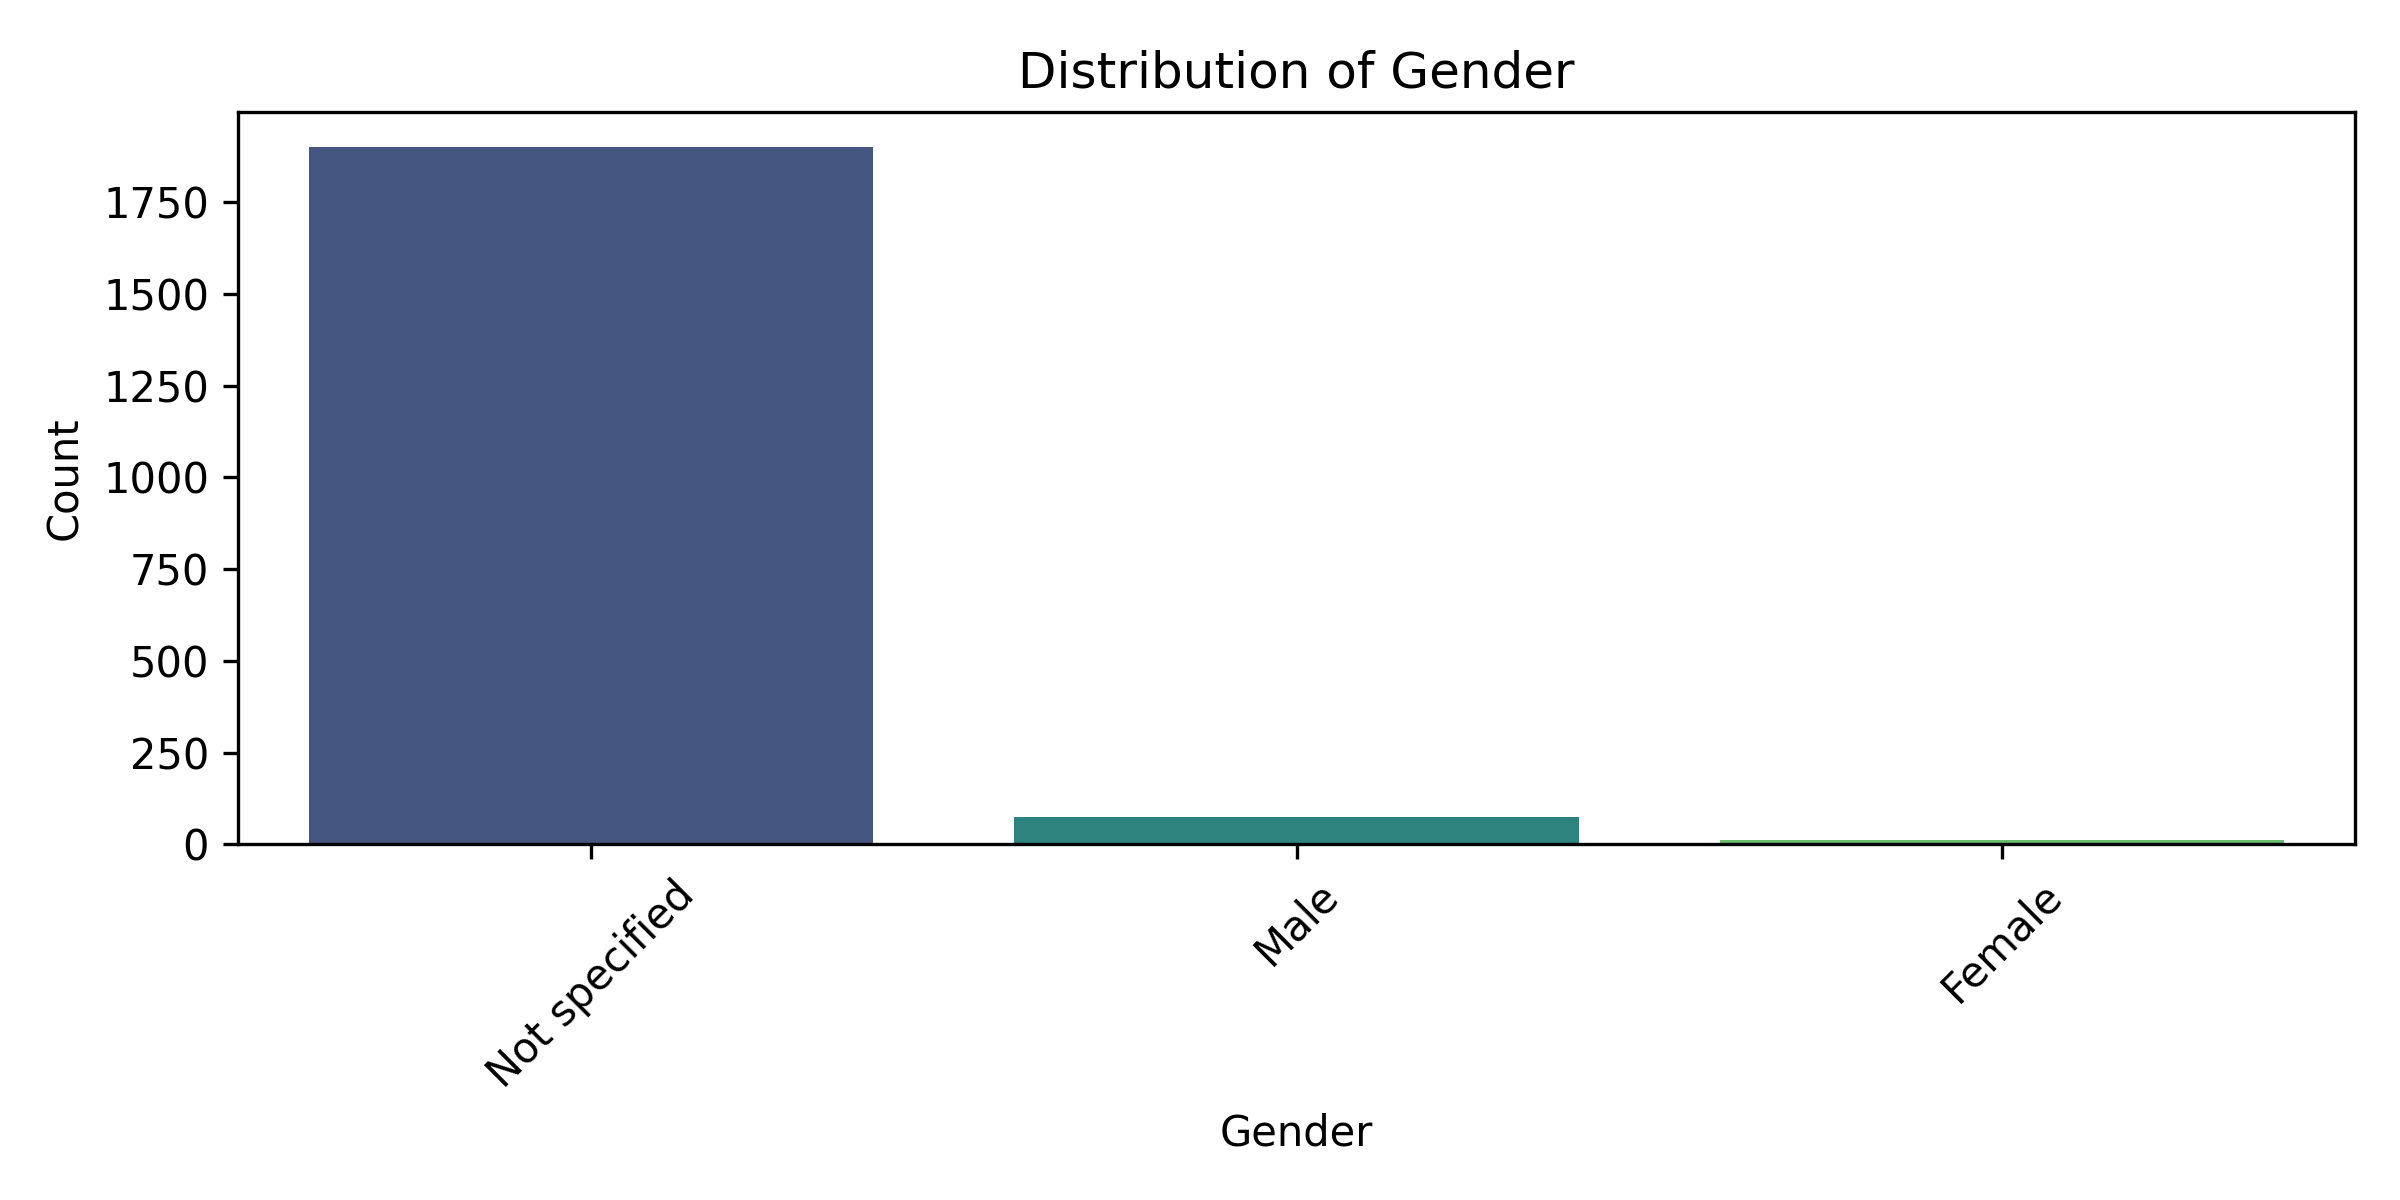 Distribution of Gender
Count
1750
1500
1250
1000
750
500
250
0
Not specified
Male
Female
Gender